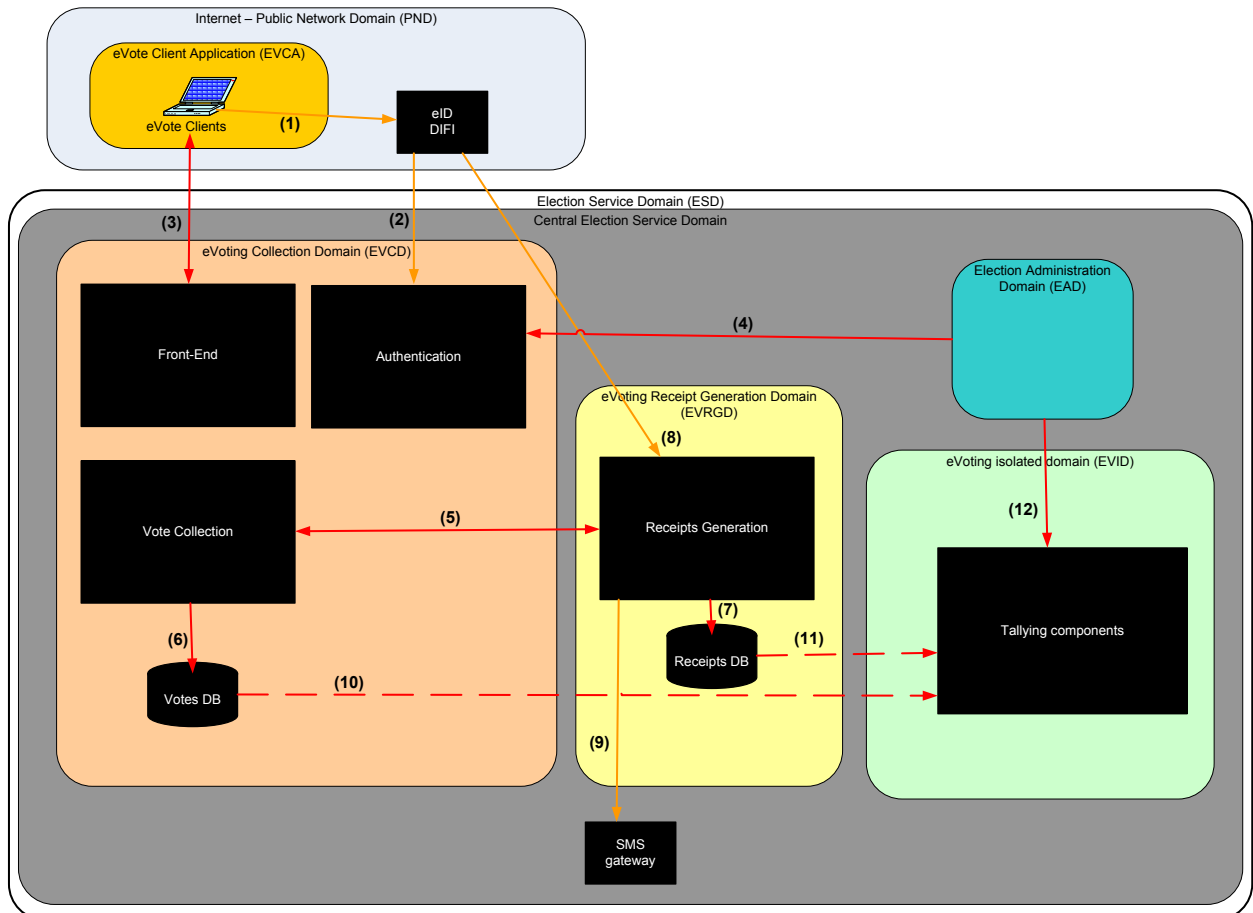 Internet – Public Network Domain (PND)
eVote Client Application (EVCA)
eVote Clients
(1)
eID
DIFI
Election Service Domain (ESD)
Central Election Service Domain
(3)
(2)
eVoting Collection Domain (EVCD)
Front-End
Authentication
(4)
Election Administration
Domain (EAD)
eVoting Receipt Generation Domain
(EVRGD)
(8)
eVoting isolated domain (EVID)
Vote Collection
(5)
Receipts Generation
(12)
(6)
(7)
Receipts DB
(11)
Tallying components
Votes DB
(10)
(9)
SMS
gateway